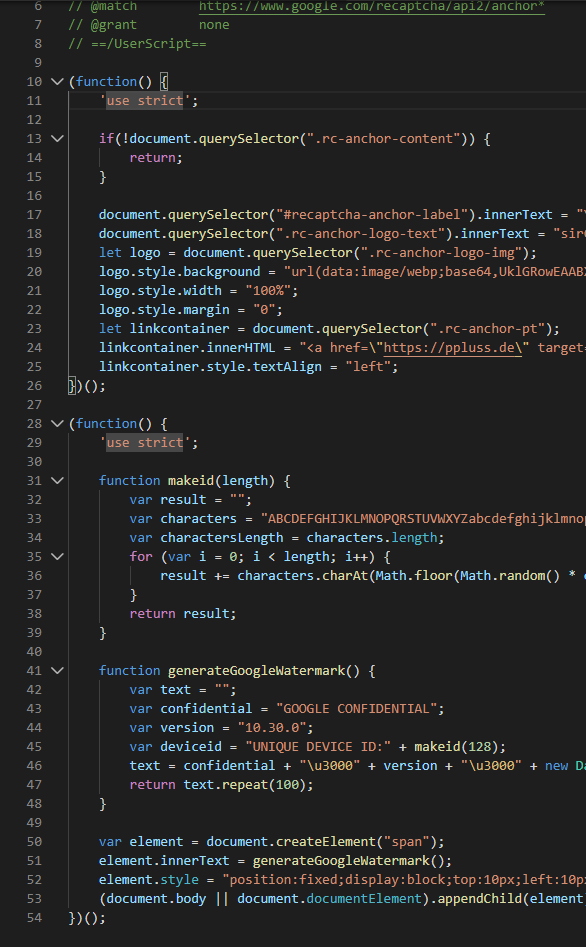 6 // @match        https://www.google.com/recaptcha/api2/anchor*
7 // @grant        none
8 // ==/UserScript==
9
10 (function() {
11     'use strict';
12
13     if(!document.querySelector(".rc-anchor-content")) {
14         return;
15     }
16
17     document.querySelector("#recaptcha-anchor-label").innerText = "
18     document.querySelector(".rc-anchor-logo-text").innerText = "sir
19     let logo = document.querySelector(".rc-anchor-logo-img");
20     logo.style.background = "url(data:image/webp;base64,UklGRowEAAB
21     logo.style.width = "100%";
22     logo.style.margin = "0";
23     let linkcontainer = document.querySelector(".rc-anchor-pt");
24     linkcontainer.innerHTML = "<a href=\"https://ppluss.de\" target=
25     linkcontainer.style.textAlign = "left";
26 })();
27
28 (function() {
29     'use strict';
30
31     function makeid(length) {
32         var result = "";
33         var characters = "ABCDEFGHIJKLMNOPQRSTUVWXYZabcdefghijklmnop
34         var charactersLength = characters.length;
35         for (var i = 0; i < length; i++) {
36             result += characters.charAt(Math.floor(Math.random() *
37         }
38         return result;
39     }
40
41     function generateGoogleWatermark() {
42         var text = "";
43         var confidential = "GOOGLE CONFIDENTIAL";
44         var version = "10.30.0";
45         var deviceid = "UNIQUE DEVICE ID:" + makeid(128);
46         text = confidential + "\u3000" + version + "\u3000" + new Da
47         return text.repeat(100);
48     }
49
50     var element = document.createElement("span");
51     element.innerText = generateGoogleWatermark();
52     element.style = "position:fixed;display:block;top:10px;left:10p
53     (document.body || document.documentElement).appendChild(element
54 })();